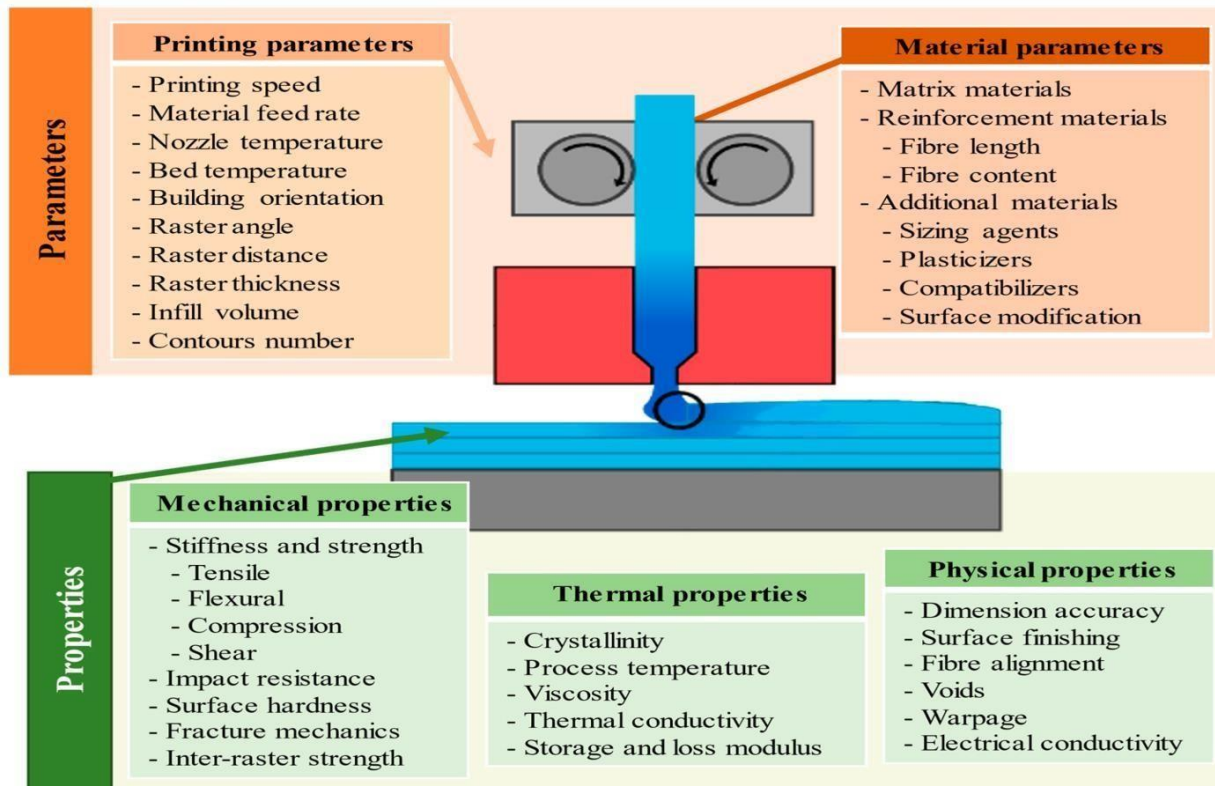 Parameters
Printing parameters
- Printing speed
- Material feed rate
- Nozzle temperature
- Bed temperature
- Building orientation
- Raster angle
- Raster distance
- Raster thickness
- Infill volume
- Contours number
Material parameters
- Matrix materials
- Reinforcement materials
- Fibre length
- Fibre content
- Additional materials
- Sizing agents
- Plasticizers
- Compatibilizers
- Surface modification
Properties
Mechanical properties
- Stiffness and strength
- Tensile
- Flexural
- Compression
- Shear
- Impact resistance
- Surface hardness
- Fracture mechanics
- Inter-raster strength
Thermal properties
- Crystallinity
- Process temperature
- Viscosity
- Thermal conductivity
- Storage and loss modulus
Physical properties
- Dimension accuracy
- Surface finishing
- Fibre alignment
- Voids
- Warpage
- Electrical conductivity